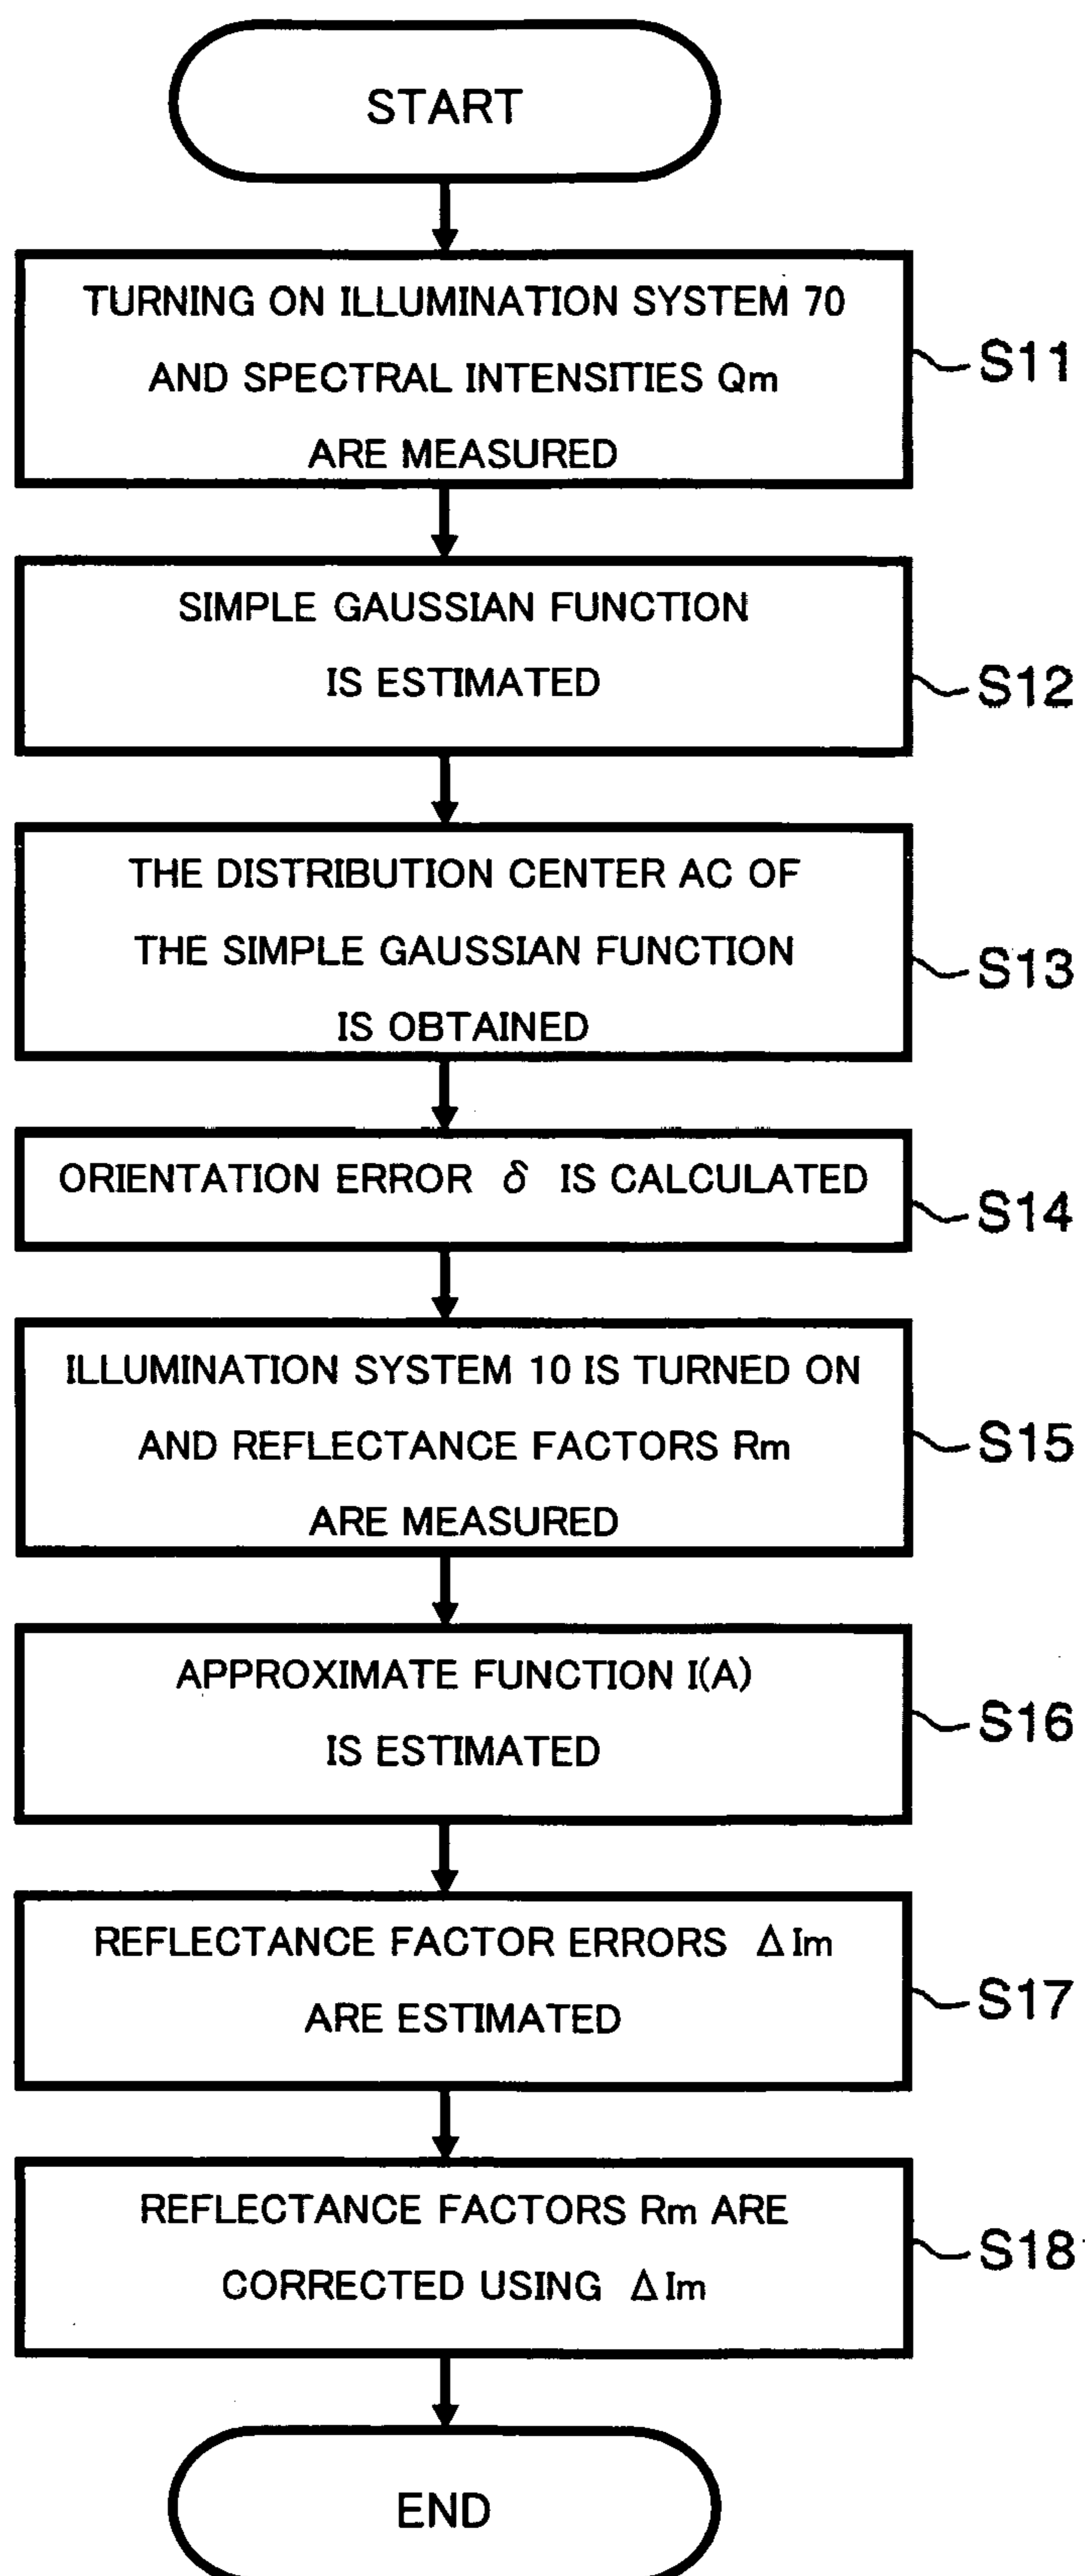 START
TURNING ON ILLUMINATION SYSTEM 70
AND SPECTRAL INTENSITIES Qm
ARE MEASURED
S11
SIMPLE GAUSSIAN FUNCTION
IS ESTIMATED
S12
THE DISTRIBUTION CENTER AC OF
THE SIMPLE GAUSSIAN FUNCTION
IS OBTAINED
S13
ORIENTATION ERROR δ IS CALCULATED
S14
ILLUMINATION SYSTEM 10 IS TURNED ON
AND REFLECTANCE FACTORS Rm
ARE MEASURED
S15
APPROXIMATE FUNCTION I(A)
IS ESTIMATED
S16
REFLECTANCE FACTOR ERRORS ΔIm
ARE ESTIMATED
S17
REFLECTANCE FACTORS Rm ARE
CORRECTED USING ΔIm
S18
END